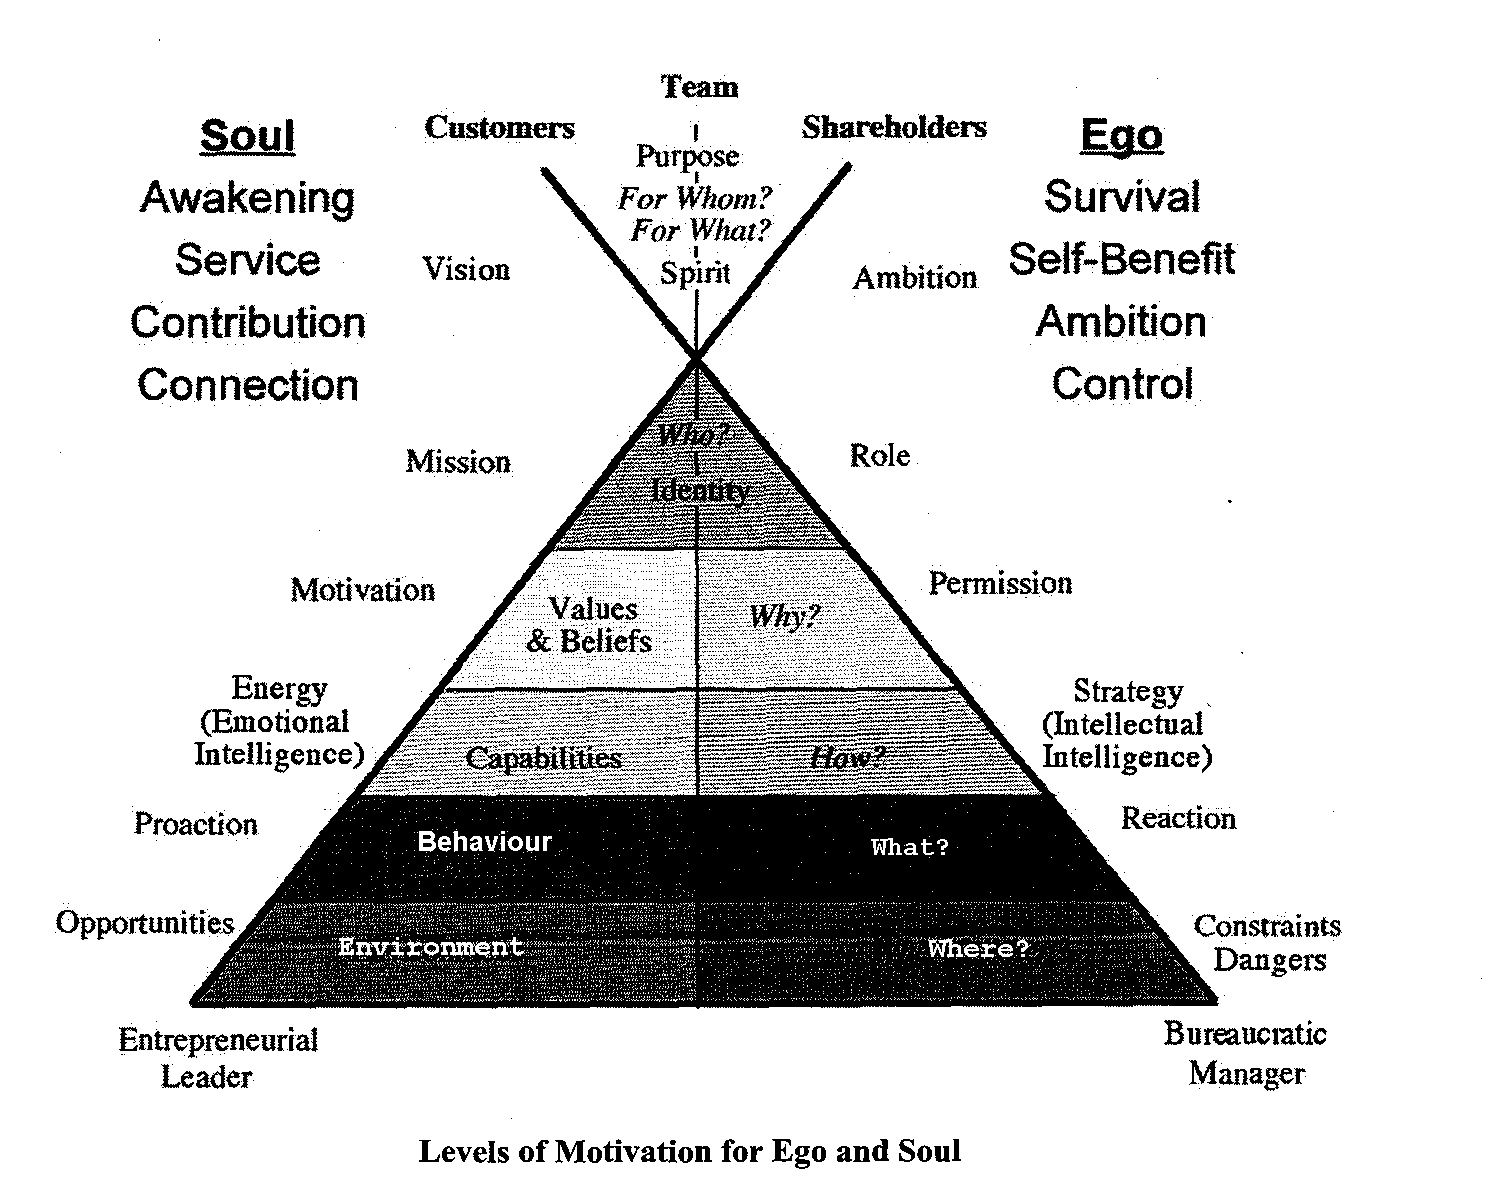 Team
Customers
Shareholders
Soul
Ego
Purpose
For Whom?
For What?
Spirit
Awakening
Service
Contribution
Connection
Survival
Self-Benefit
Ambition
Control
Vision
Ambition
Who?
Identity
Mission
Role
Motivation
Values
& Beliefs
Why?
Permission
Energy
(Emotional
Intelligence)
Capabilities
How?
Strategy
(Intellectual
Intelligence)
Proaction
Behaviour
What?
Reaction
Opportunities
Environment
Where?
Constraints
Dangers
Entrepreneurial
Leader
Bureaucratic
Manager
Levels of Motivation for Ego and Soul